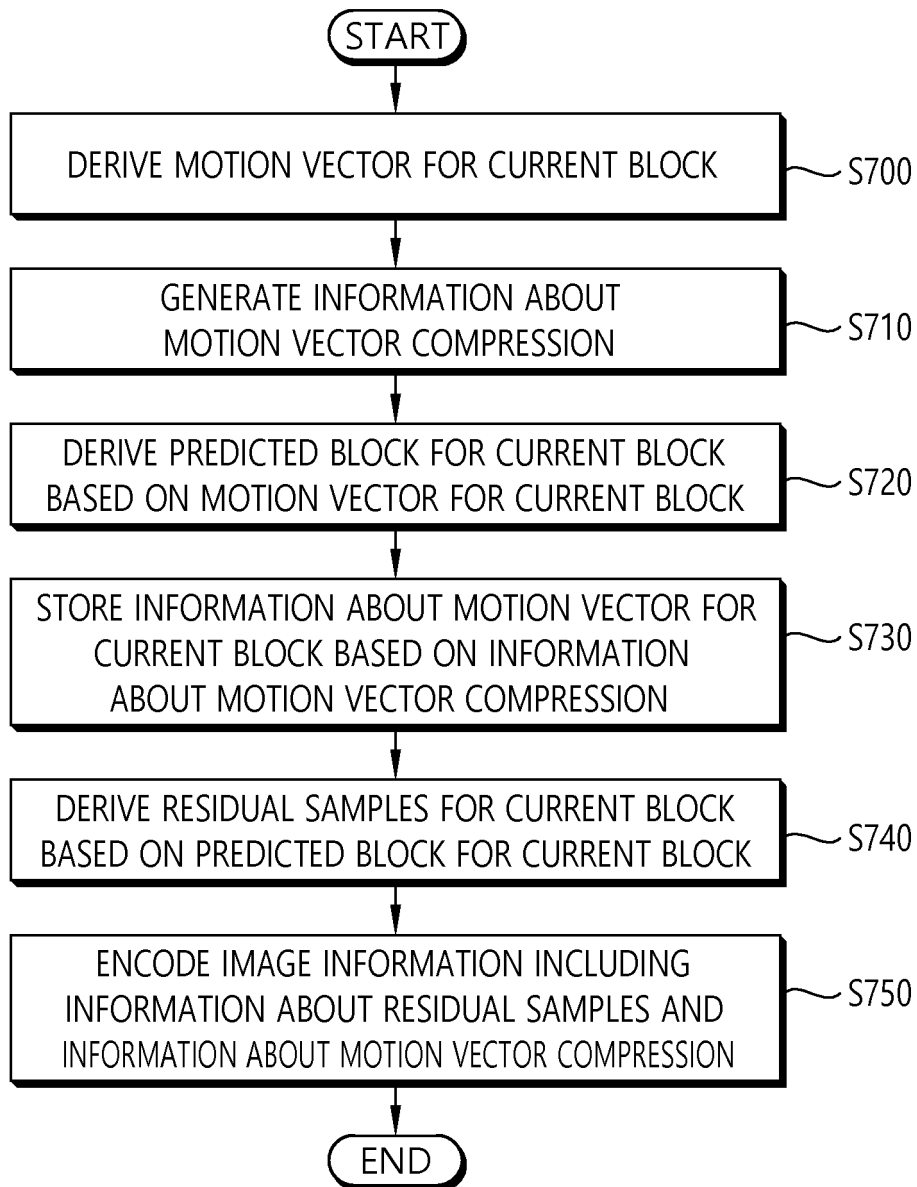 START
DERIVE MOTION VECTOR FOR CURRENT BLOCK
S700
GENERATE INFORMATION ABOUT
MOTION VECTOR COMPRESSION
S710
DERIVE PREDICTED BLOCK FOR CURRENT BLOCK
BASED ON MOTION VECTOR FOR CURRENT BLOCK
S720
STORE INFORMATION ABOUT MOTION VECTOR FOR
CURRENT BLOCK BASED ON INFORMATION
ABOUT MOTION VECTOR COMPRESSION
S730
DERIVE RESIDUAL SAMPLES FOR CURRENT BLOCK
BASED ON PREDICTED BLOCK FOR CURRENT BLOCK
S740
ENCODE IMAGE INFORMATION INCLUDING
INFORMATION ABOUT RESIDUAL SAMPLES AND
INFORMATION ABOUT MOTION VECTOR COMPRESSION
S750
END